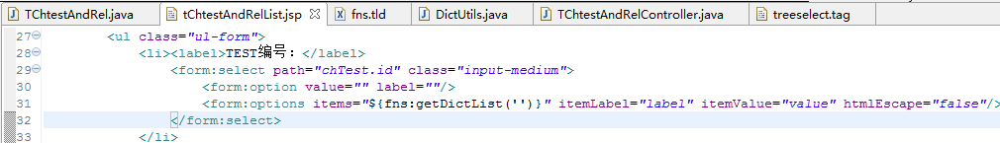 TChtestAndRel.java tChtestAndRelList.jsp fns.tld DictUtils.java TChtestAndRelController.java treeselect.tag
27 <ul class="ul-form">
28 <li><label>TEST编号：</label>
29 <form:select path="chTest.id" class="input-medium">
30 <form:option value="" label=""/>
31 <form:options items="${fns:getDictList('')}" itemLabel="label" itemValue="value" htmlEscape="false"/>
32 </form:select>
33 </li>